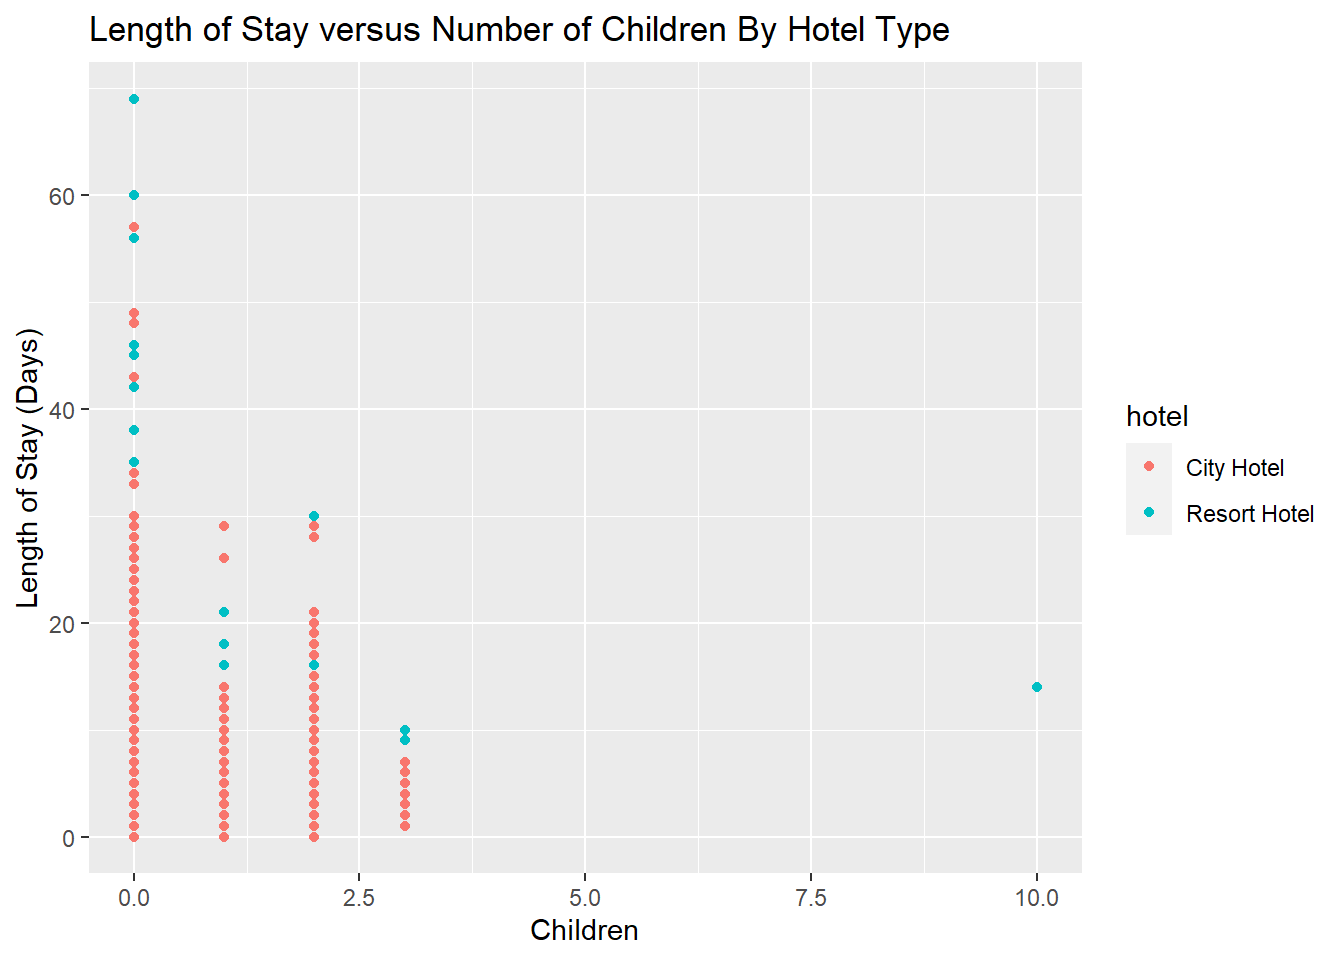 Length of Stay versus Number of Children By Hotel Type
Length of Stay (Days)
60
40
20
0
0.0 2.5 5.0 7.5 10.0
Children
hotel
City Hotel
Resort Hotel